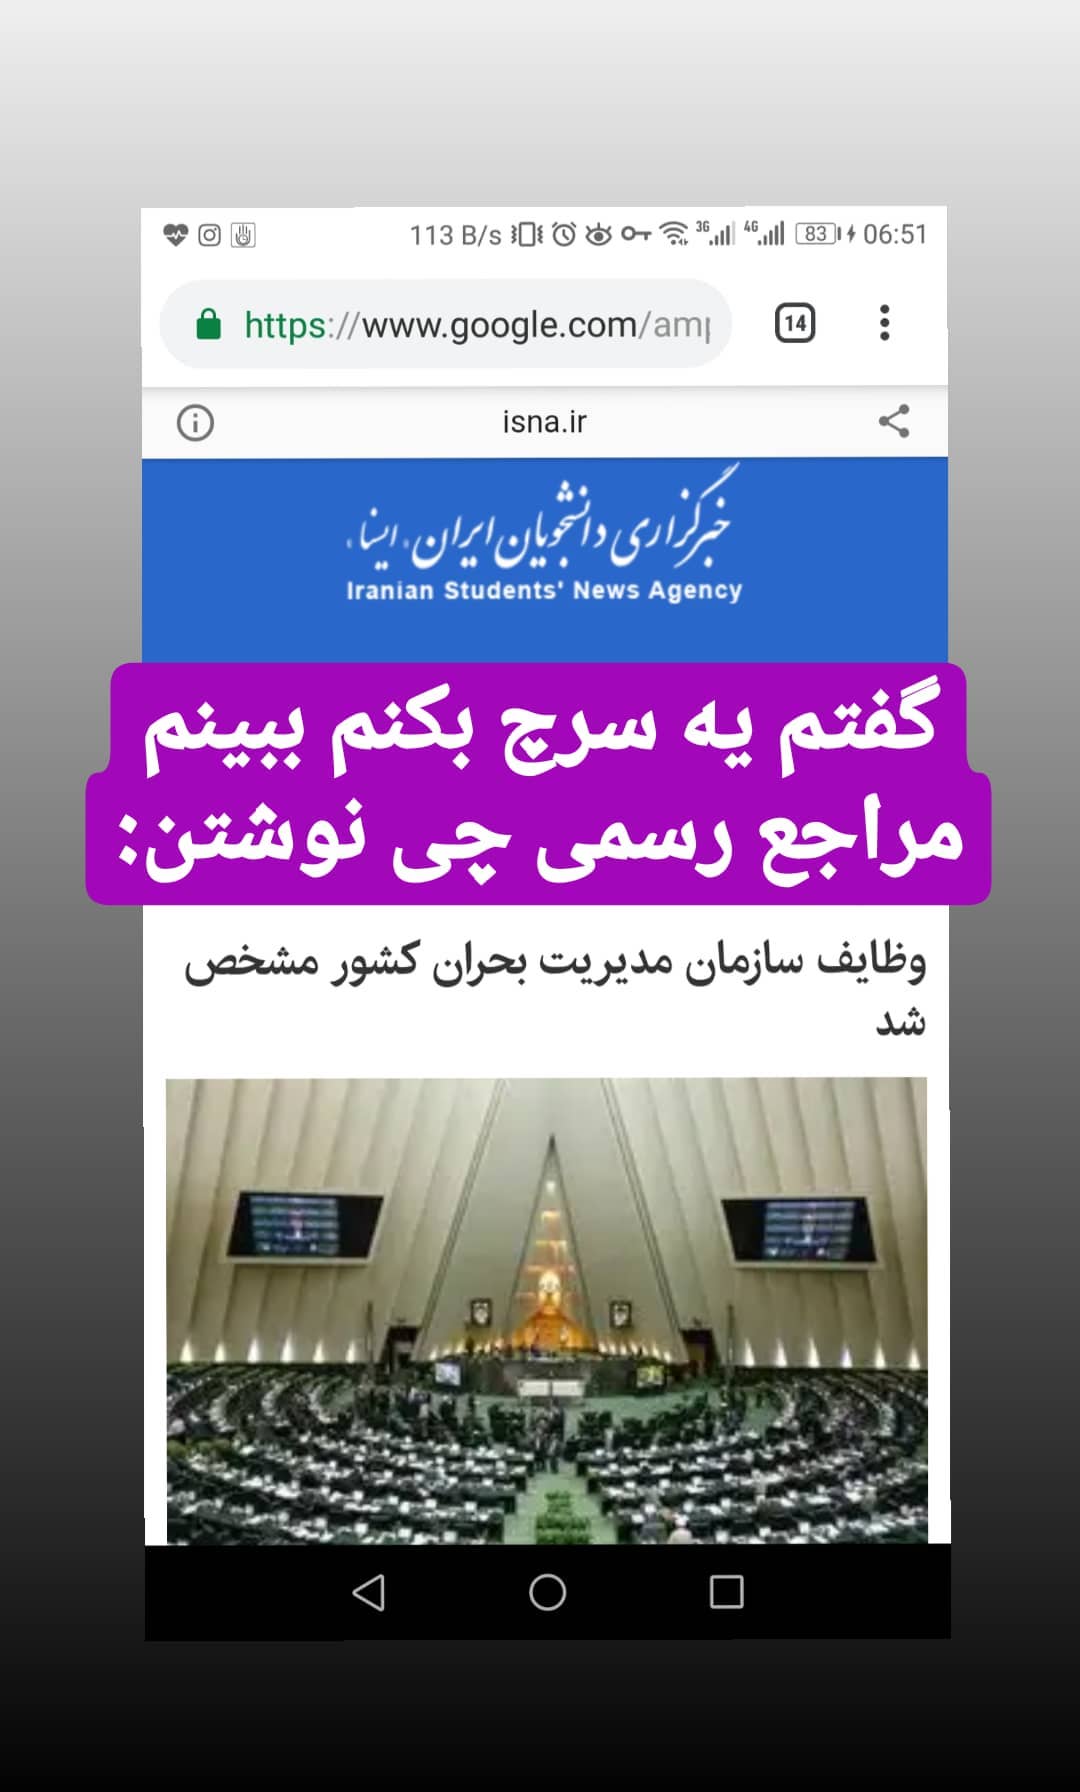 113 B/s 3G 4G 83 06:51
https://www.google.com/amp
14
isna.ir
خبرگزاری دانشجویان ایران، ایسنا،
Iranian Students' News Agency
گفتم یه سرچ بکنم ببینم
مراجع رسمی چی نوشتن:
وظایف سازمان مدیریت بحران کشور مشخص
شد